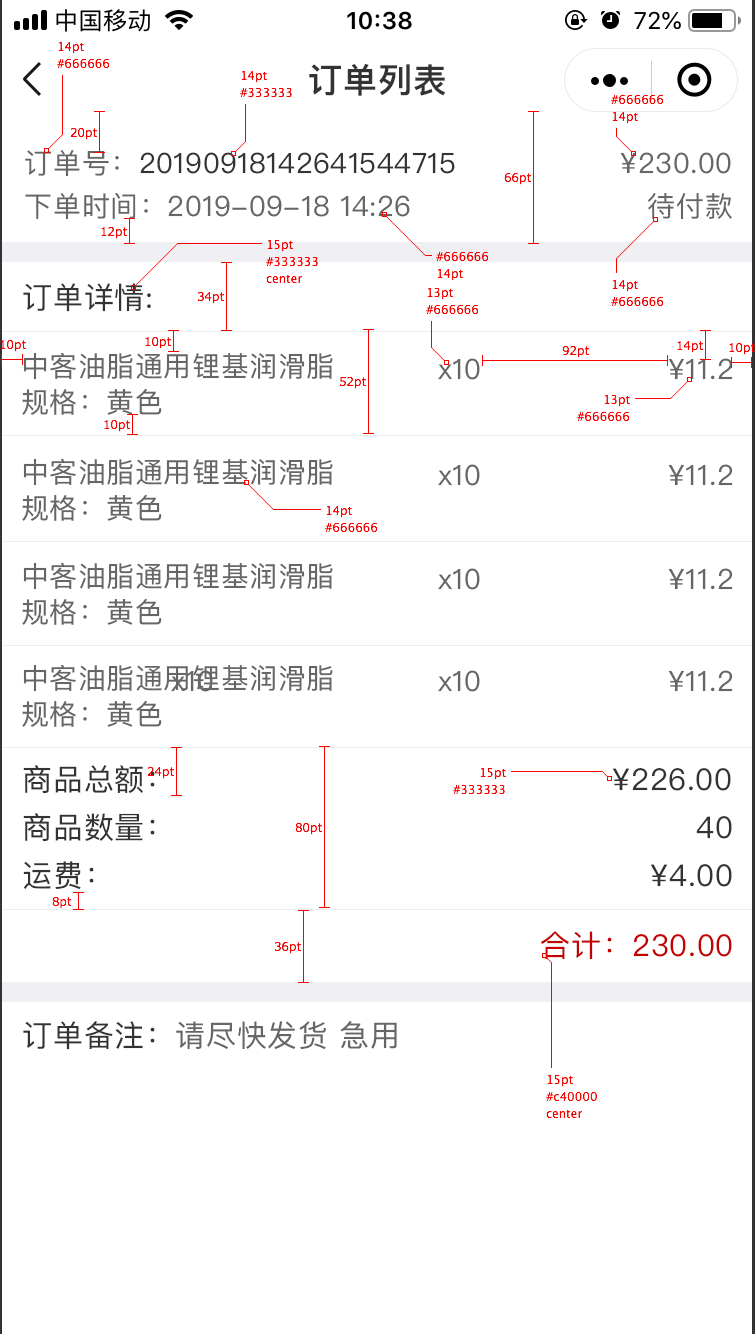 中国移动 10:38 72%
14pt
#666666
14pt
#333333
订单列表
#666666
14pt
20pt
订单号：20190918142641544715 ¥230.00
66pt
下单时间：2019-09-18 14:26 待付款
12pt
15pt
#333333
center
#666666
14pt
14pt
#666666
订单详情:
34pt
13pt
#666666
10pt 10pt 92pt 14pt 10pt
中客油脂通用锂基润滑脂 x10 ¥11.2
52pt
规格：黄色
13pt
#666666
10pt
中客油脂通用锂基润滑脂 x10 ¥11.2
规格：黄色
14pt
#666666
中客油脂通用锂基润滑脂 x10 ¥11.2
规格：黄色
中客油脂通用锂基润滑脂 x10 x10 ¥11.2
规格：黄色
商品总额： ¥226.00
24pt
15pt
#333333
商品数量： 40
80pt
运费： ¥4.00
8pt
36pt
合计：230.00
订单备注：请尽快发货 急用
15pt
#c40000
center